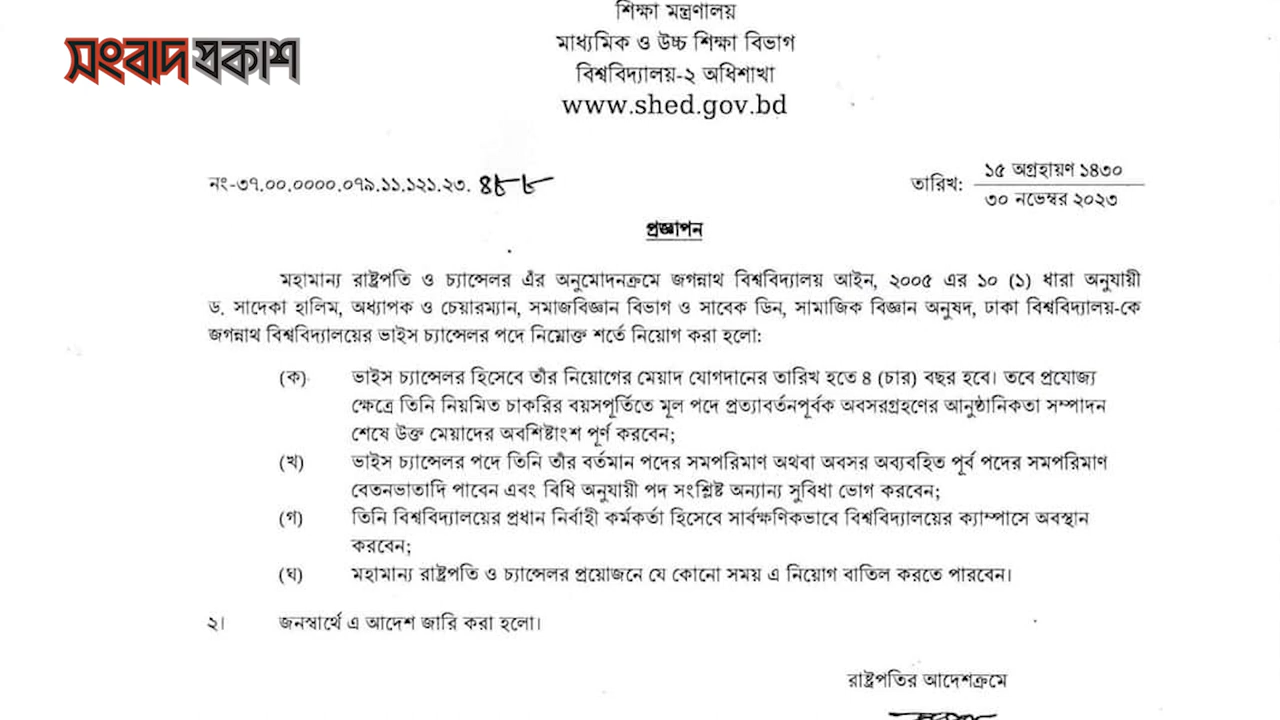 শিক্ষা মন্ত্রণালয়
সংবাদ প্রকাশ
মাধ্যমিক ও উচ্চ শিক্ষা বিভাগ
বিশ্ববিদ্যালয়-২ অধিশাখা
www.shed.gov.bd
নং-৩৭.০০.০০০০.০৭৯.১১.১২১.২৩. ৪৮৮
তারিখ:
১৫ অগ্রহায়ণ ১৪৩০
৩০ নভেম্বর ২০২৩
প্রজ্ঞাপন
মহামান্য রাষ্ট্রপতি ও চ্যান্সেলর এঁর অনুমোদনক্রমে জগন্নাথ বিশ্ববিদ্যালয় আইন, ২০০৫ এর ১০ (১) ধারা অনুযায়ী
ড. সাদেকা হালিম, অধ্যাপক ও চেয়ারম্যান, সমাজবিজ্ঞান বিভাগ ও সাবেক ডিন, সামাজিক বিজ্ঞান অনুষদ, ঢাকা বিশ্ববিদ্যালয়-কে
জগন্নাথ বিশ্ববিদ্যালয়ের ভাইস চ্যান্সেলর পদে নিম্নোক্ত শর্তে নিয়োগ করা হলো:
(ক) ভাইস চ্যান্সেলর হিসেবে তাঁর নিয়োগের মেয়াদ যোগদানের তারিখ হতে ৪ (চার) বছর হবে। তবে প্রযোজ্য
ক্ষেত্রে তিনি নিয়মিত চাকরির বয়সপূর্তিতে মূল পদে প্রত্যাবর্তনপূর্বক অবসরগ্রহণের আনুষ্ঠানিকতা সম্পাদন
শেষে উক্ত মেয়াদের অবশিষ্টাংশ পূর্ণ করবেন;
(খ) ভাইস চ্যান্সেলর পদে তিনি তাঁর বর্তমান পদের সমপরিমাণ অথবা অবসর অব্যবহিত পূর্ব পদের সমপরিমাণ
বেতনভাতাদি পাবেন এবং বিধি অনুযায়ী পদ সংশ্লিষ্ট অন্যান্য সুবিধা ভোগ করবেন;
(গ) তিনি বিশ্ববিদ্যালয়ের প্রধান নির্বাহী কর্মকর্তা হিসেবে সার্বক্ষণিকভাবে বিশ্ববিদ্যালয়ের ক্যাম্পাসে অবস্থান
করবেন;
(ঘ) মহামান্য রাষ্ট্রপতি ও চ্যান্সেলর প্রয়োজনে যে কোনো সময় এ নিয়োগ বাতিল করতে পারবেন।
২। জনস্বার্থে এ আদেশ জারি করা হলো।
রাষ্ট্রপতির আদেশক্রমে